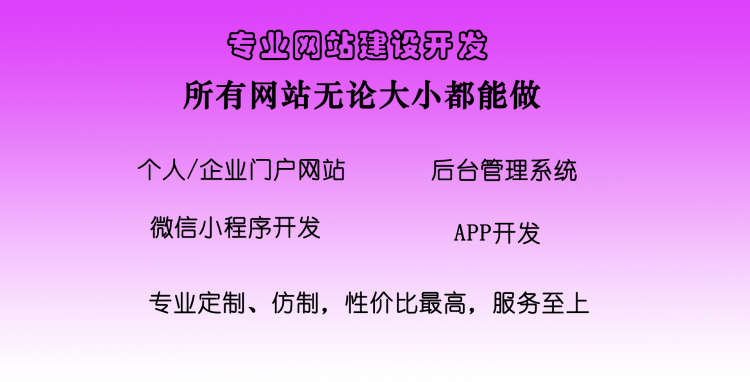 专业网站建设开发
所有网站无论大小都能做
个人/企业门户网站 后台管理系统
微信小程序开发 APP开发
专业定制、仿制，性价比最高，服务至上